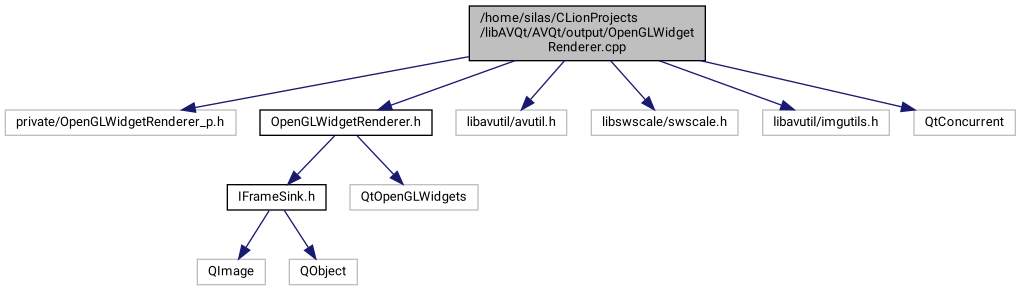 /home/silas/CLionProjects
/libAVQt/AVQt/output/OpenGLWidget
Renderer.cpp
private/OpenGLWidgetRenderer_p.h
OpenGLWidgetRenderer.h
libavutil/avutil.h
libswscale/swscale.h
libavutil/imgutils.h
QtConcurrent
IFrameSink.h
QtOpenGLWidgets
QImage
QObject